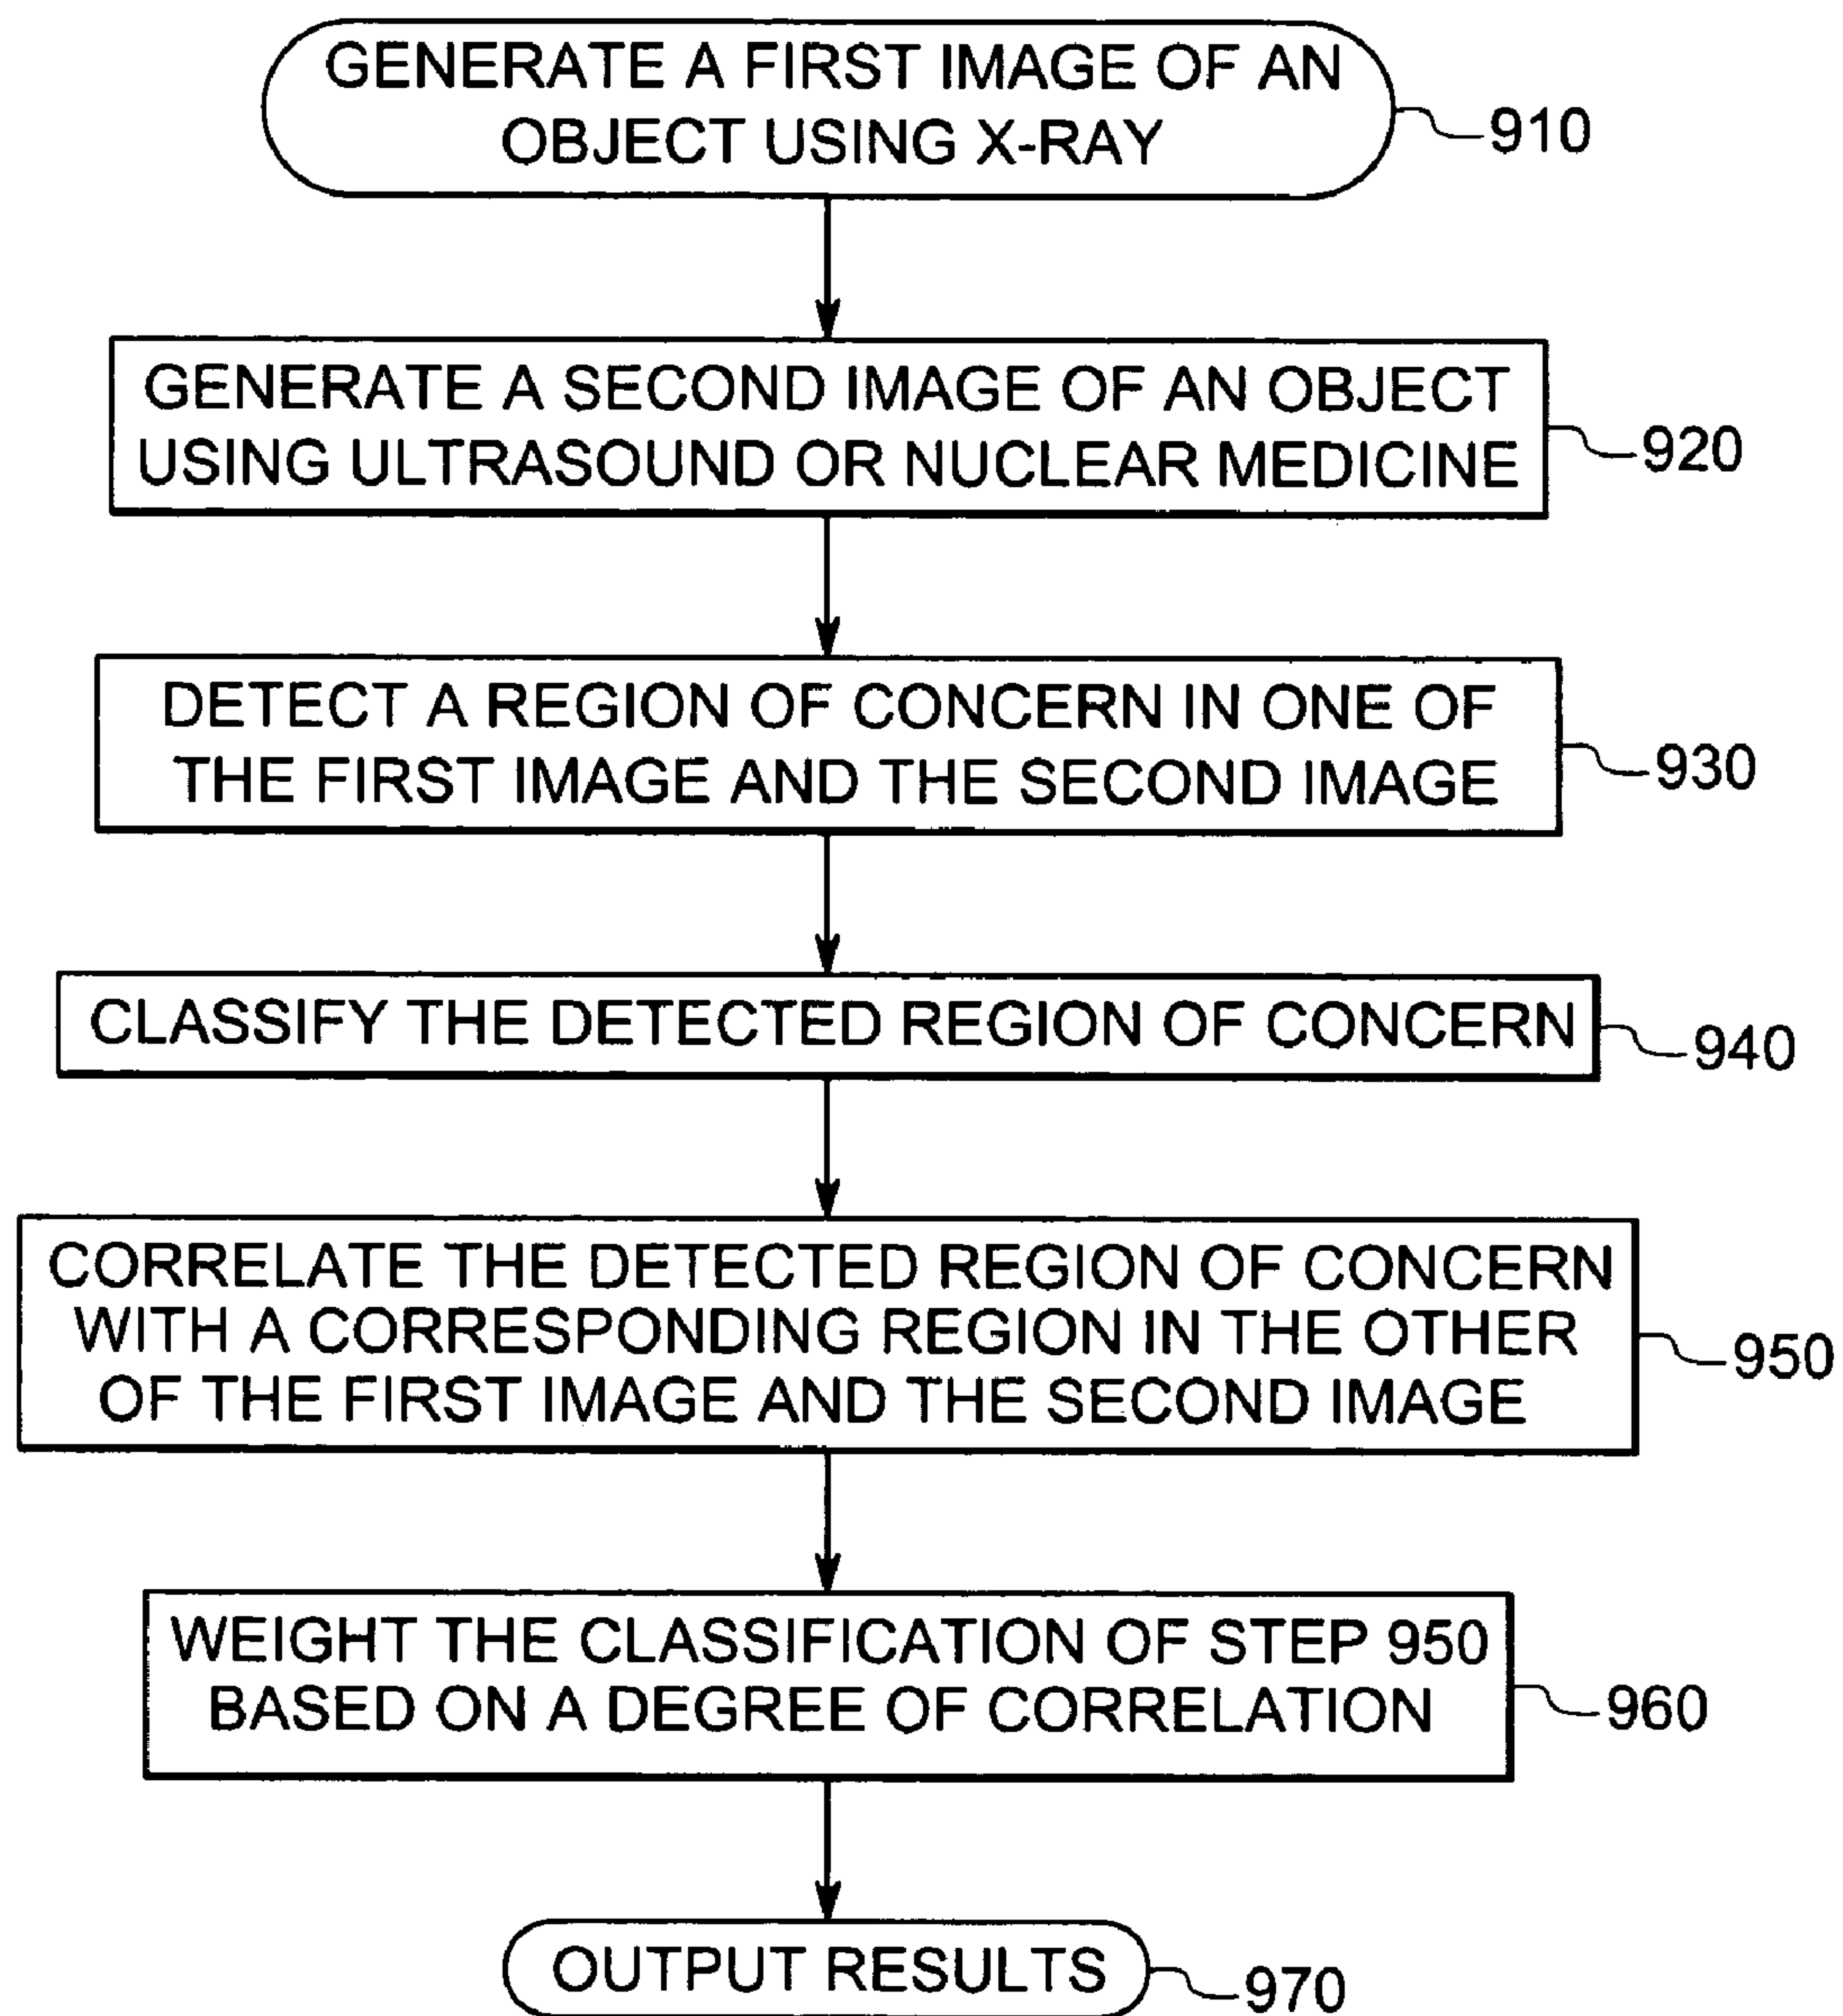 GENERATE A FIRST IMAGE OF AN
OBJECT USING X-RAY
910
GENERATE A SECOND IMAGE OF AN OBJECT
USING ULTRASOUND OR NUCLEAR MEDICINE
920
DETECT A REGION OF CONCERN IN ONE OF
THE FIRST IMAGE AND THE SECOND IMAGE
930
CLASSIFY THE DETECTED REGION OF CONCERN
940
CORRELATE THE DETECTED REGION OF CONCERN
WITH A CORRESPONDING REGION IN THE OTHER
OF THE FIRST IMAGE AND THE SECOND IMAGE
950
WEIGHT THE CLASSIFICATION OF STEP 950
BASED ON A DEGREE OF CORRELATION
960
OUTPUT RESULTS
970